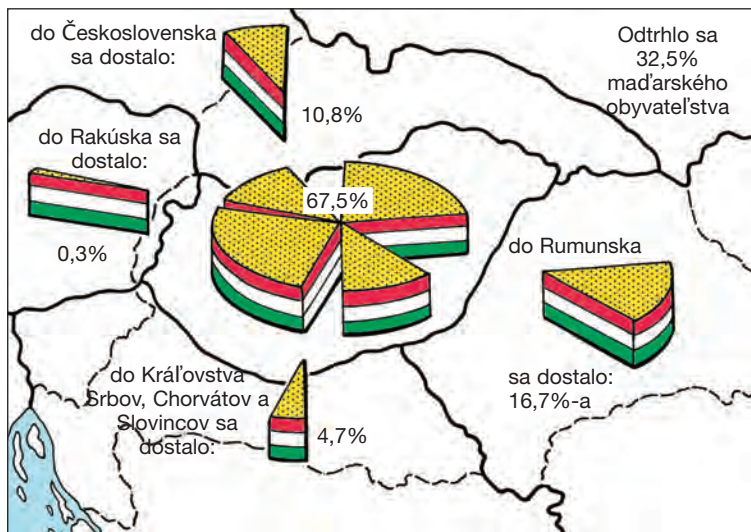 do Československa
sa dostalo:
10,8%
Odtrhlo sa
32,5%
maďarského
obyvateľstva
do Rakúska sa
dostalo:
0,3%
67,5%
do Rumunska
sa dostalo:
16,7%-a
do Kráľovstva
Srbov, Chorvátov a
Slovincov sa
dostalo:
4,7%